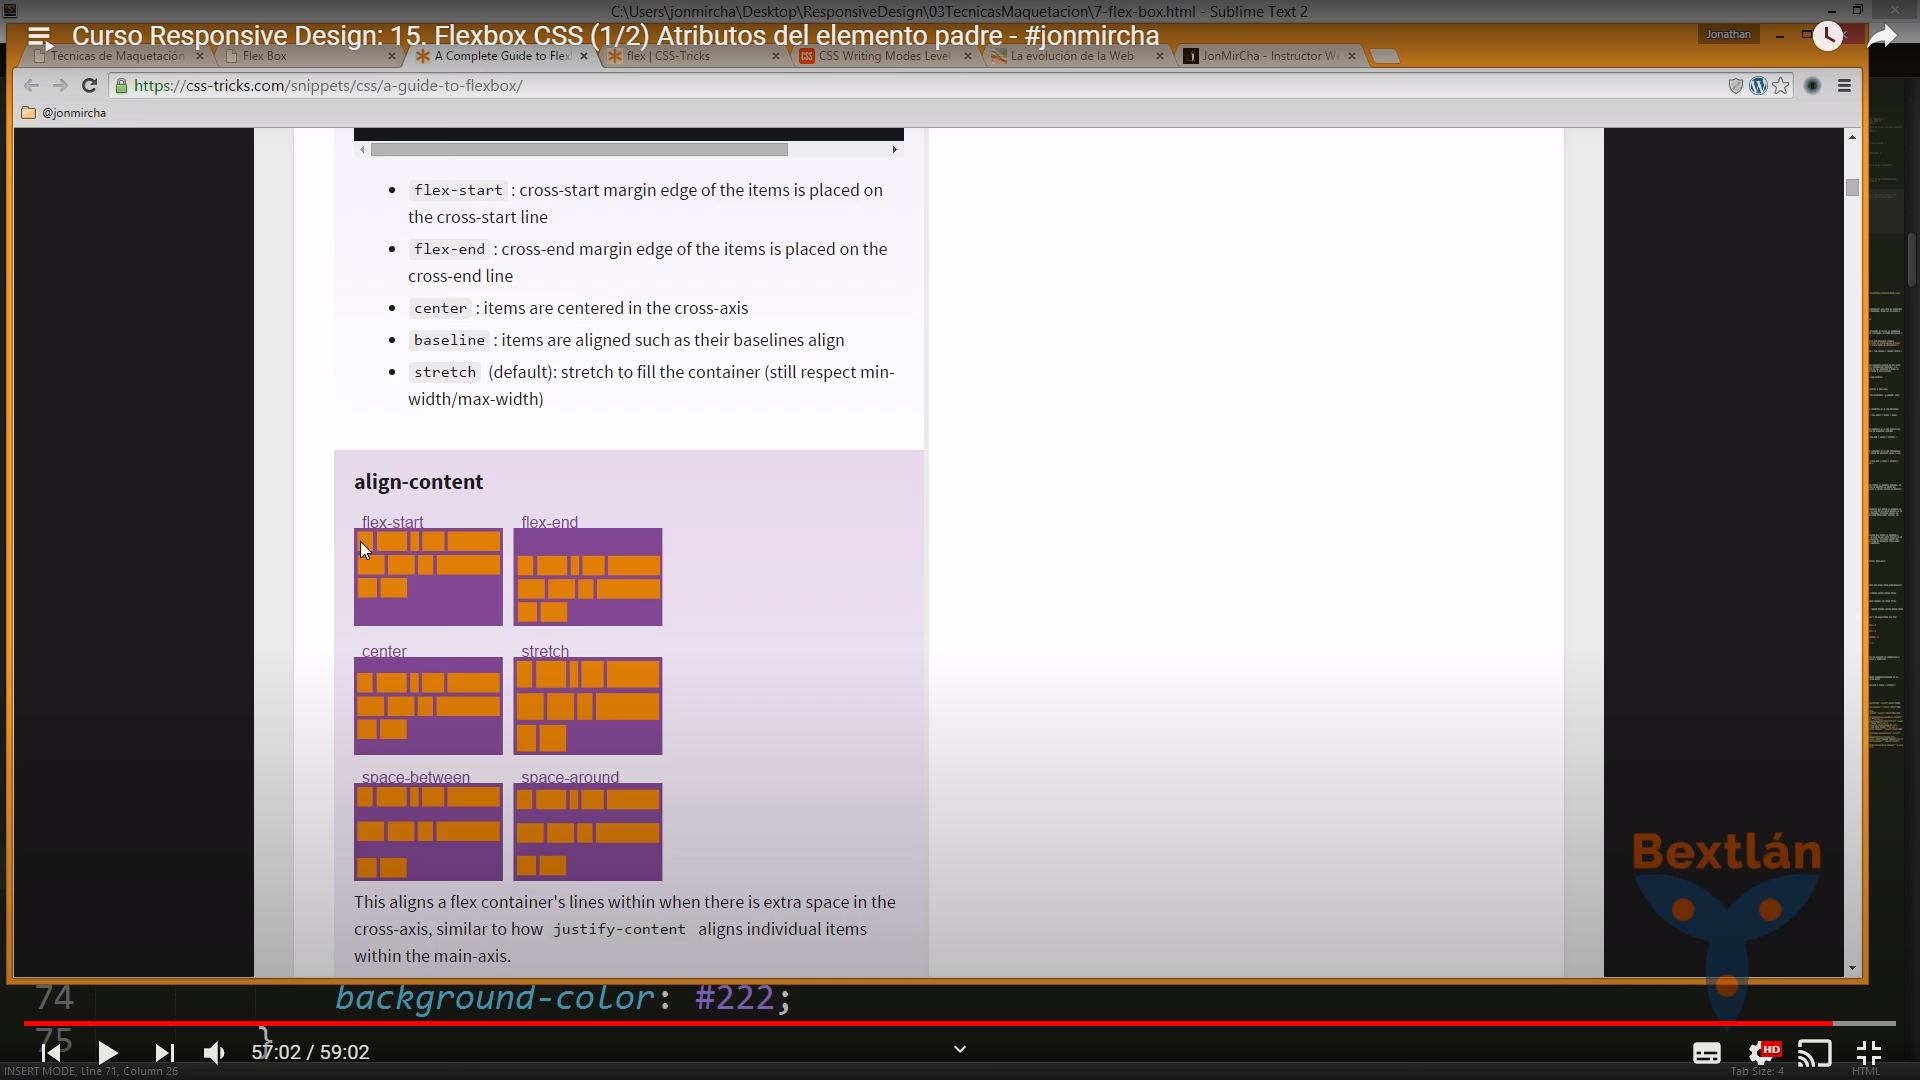 C:\Users\jonmircha\Desktop\ResponsiveDesign\03TecnicasMaquetacion\7-flex-box.html - Sublime Text 2
Curso Responsive Design: 15. Flexbox CSS (1/2) Atributos del elemento padre - #jonmircha
Jonathan
Técnicas de Maquetación
Flex Box
A Complete Guide to Flex
flex | CSS-Tricks
CSS Writing Modes Level
La evolución de la Web
JonMirCha - Instructor We
https://css-tricks.com/snippets/css/a-guide-to-flexbox/
@jonmircha
flex-start : cross-start margin edge of the items is placed on
the cross-start line
flex-end : cross-end margin edge of the items is placed on the
cross-end line
center : items are centered in the cross-axis
baseline : items are aligned such as their baselines align
stretch (default): stretch to fill the container (still respect min-
width/max-width)
align-content
flex-start
flex-end
center
stretch
space-between
space-around
This aligns a flex container's lines within when there is extra space in the
cross-axis, similar to how justify-content aligns individual items
within the main-axis.
Bextlán
74 background-color: #222;
75 }
57:02 / 59:02
HD
INSERT MODE, Line 71, Column 26
Tab Size: 4
HTML